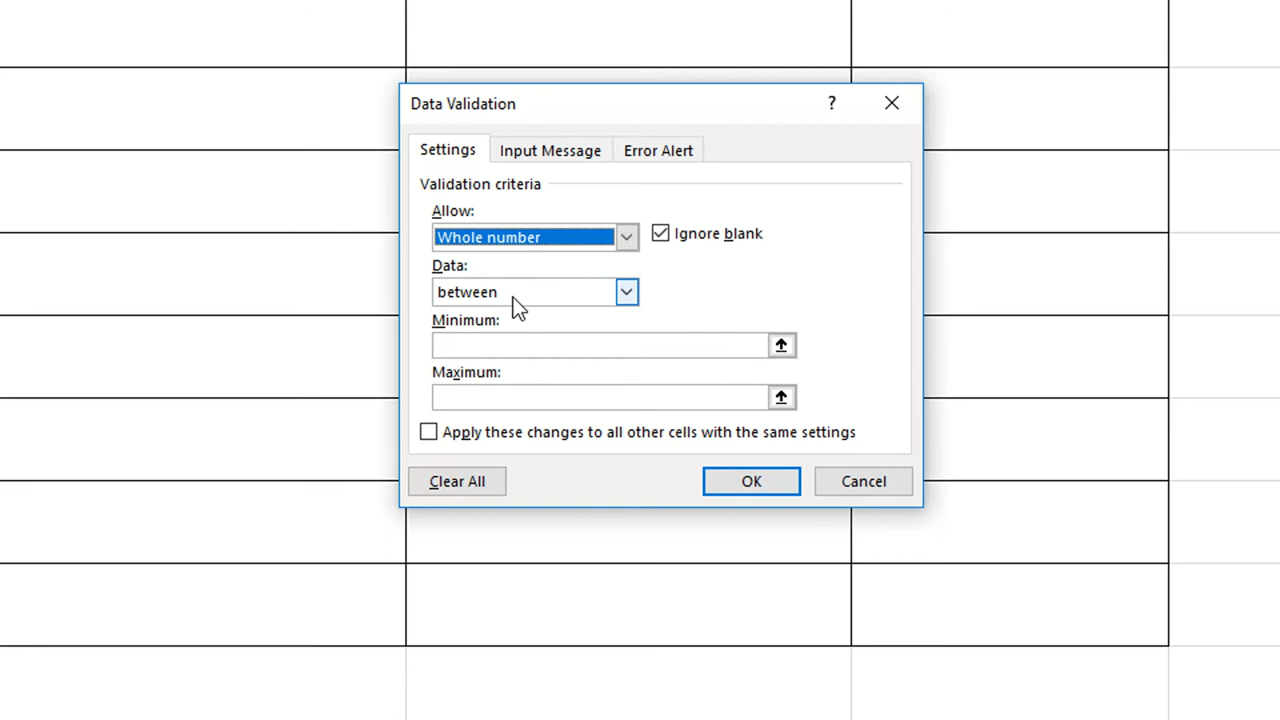 Data Validation
?
Settings
Input Message
Error Alert
Validation criteria
Allow:
Whole number
Ignore blank
Data:
between
Minimum:
Maximum:
Apply these changes to all other cells with the same settings
Clear All
OK
Cancel